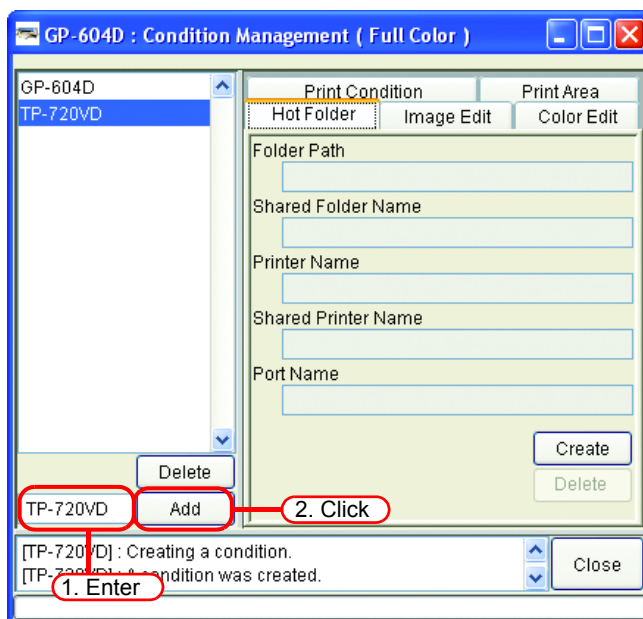 GP-604D : Condition Management ( Full Color )
GP-604D
TP-720VD
Print Condition
Print Area
Hot Folder
Image Edit
Color Edit
Folder Path
Shared Folder Name
Printer Name
Shared Printer Name
Port Name
Create
Delete
Delete
TP-720VD
Add
2. Click
[TP-720VD] : Creating a condition.
[TP-720VD] : A condition was created.
1. Enter
Close